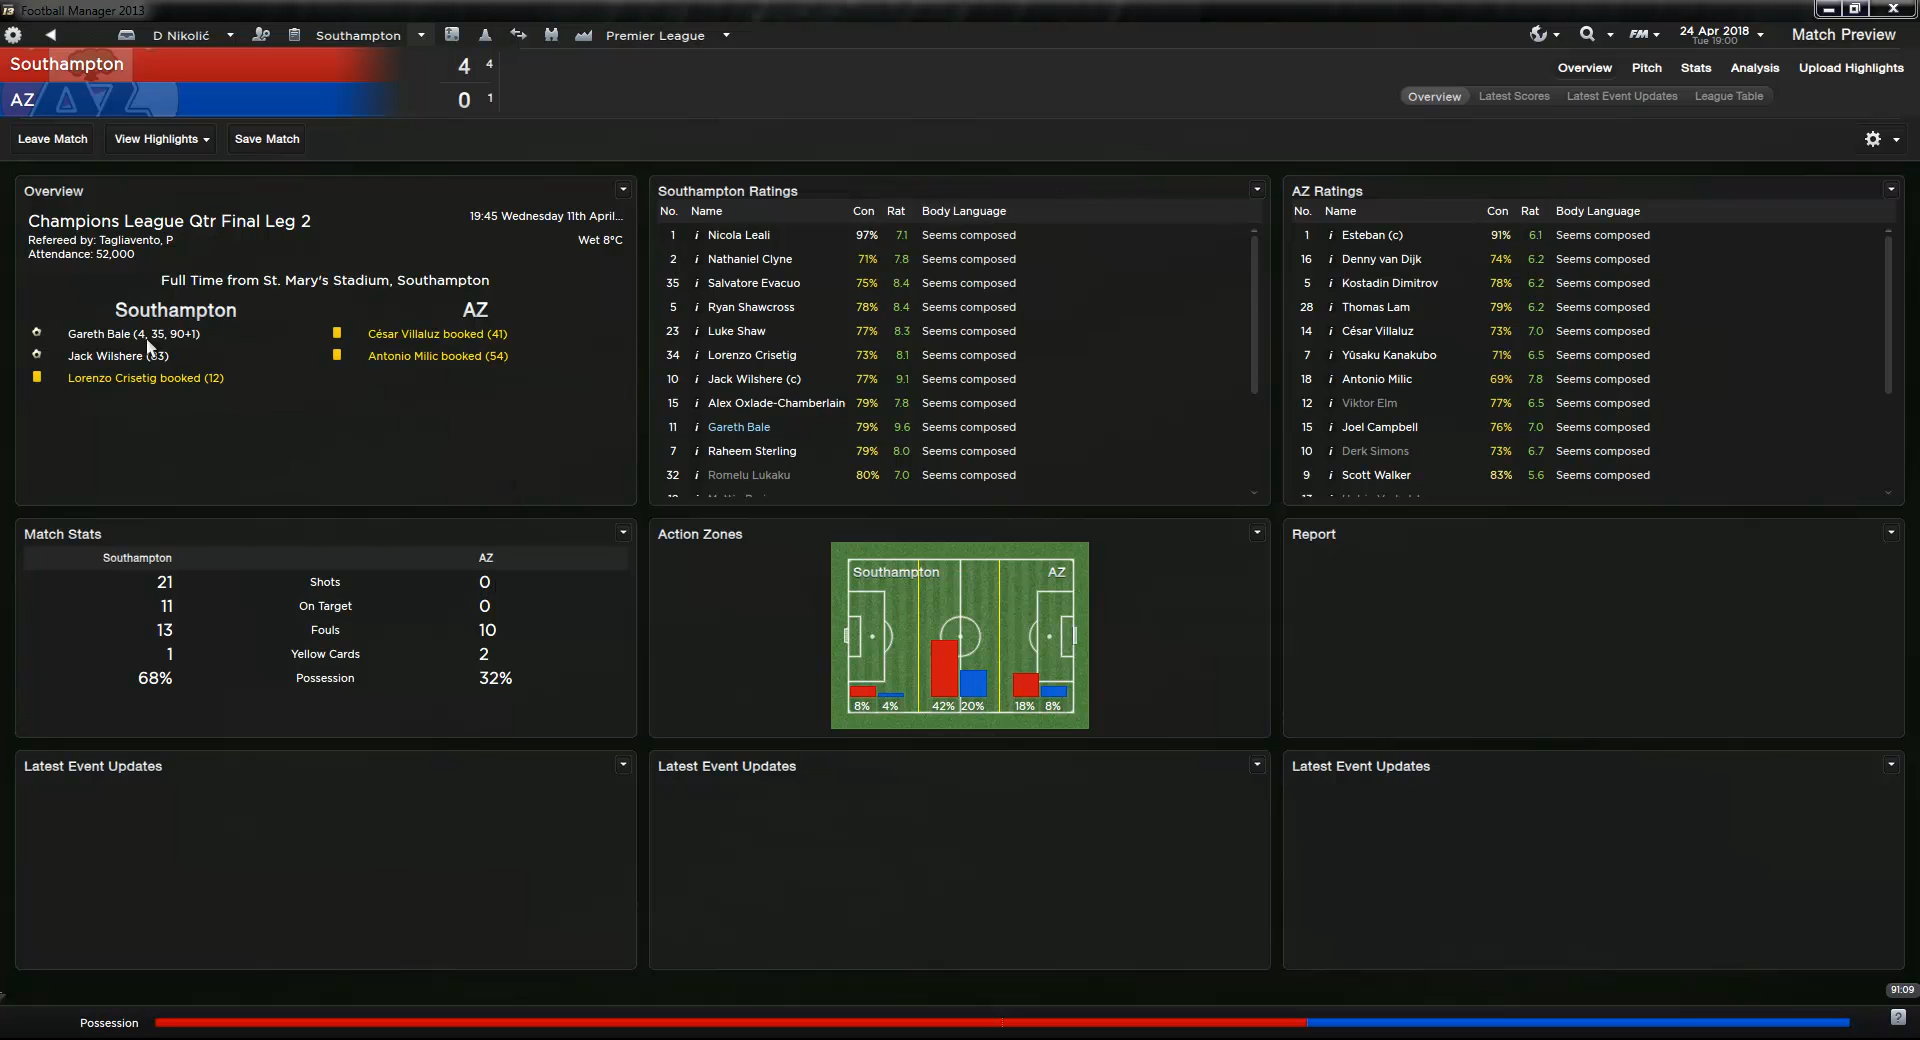 Football Manager 2013
D Nikolić
Southampton
Premier League
FM
24 Apr 2018
Tue 19:00
Match Preview
Southampton 4 4
AZ 0 1
Overview Pitch Stats Analysis Upload Highlights
Overview Latest Scores Latest Event Updates League Table
Leave Match View Highlights Save Match
Overview
Champions League Qtr Final Leg 2
19:45 Wednesday 11th April...
Refereed by: Tagliavento, P
Wet 8°C
Attendance: 52,000
Full Time from St. Mary's Stadium, Southampton
Southampton AZ
Gareth Bale (4, 35, 90+1) César Villaluz booked (41)
Jack Wilshere Antonio Milic booked (54)
Lorenzo Crisetig booked (12)
Southampton Ratings
No. Name Con Rat Body Language
1 i Nicola Leali 97% 7.1 Seems composed
2 i Nathaniel Clyne 71% 7.8 Seems composed
35 i Salvatore Evacuo 75% 8.4 Seems composed
5 i Ryan Shawcross 78% 8.4 Seems composed
23 i Luke Shaw 77% 8.3 Seems composed
34 i Lorenzo Crisetig 73% 8.1 Seems composed
10 i Jack Wilshere (c) 77% 9.1 Seems composed
15 i Alex Oxlade-Chamberlain 79% 7.8 Seems composed
11 i Gareth Bale 79% 9.6 Seems composed
7 i Raheem Sterling 79% 8.0 Seems composed
32 i Romelu Lukaku 80% 7.0 Seems composed
AZ Ratings
No. Name Con Rat Body Language
1 i Esteban (c) 91% 6.1 Seems composed
16 i Denny van Dijk 74% 6.2 Seems composed
5 i Kostadin Dimitrov 78% 6.2 Seems composed
28 i Thomas Lam 79% 6.2 Seems composed
14 i César Villaluz 73% 7.0 Seems composed
7 i Yûsaku Kanakubo 71% 6.5 Seems composed
18 i Antonio Milic 69% 7.8 Seems composed
12 i Viktor Elm 77% 6.5 Seems composed
15 i Joel Campbell 76% 7.0 Seems composed
10 i Derk Simons 73% 6.7 Seems composed
9 i Scott Walker 83% 5.6 Seems composed
Match Stats
Southampton AZ
21 Shots 0
11 On Target 0
13 Fouls 10
1 Yellow Cards 2
68% Possession 32%
Action Zones
Southampton AZ
8% 4% 42% 20% 18% 8%
Report
Latest Event Updates
Latest Event Updates
Latest Event Updates
91:09
Possession
?